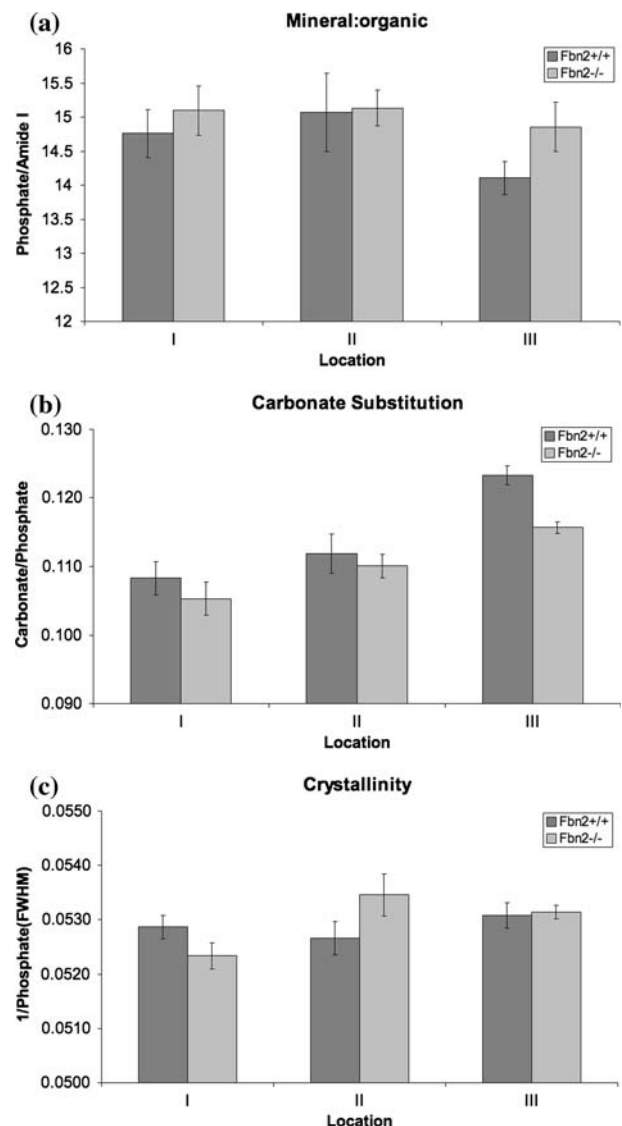 (a)
Mineral:organic
Fbn2+/+
Fbn2-/-
Phosphate/Amide I
16
15.5
15
14.5
14
13.5
13
12.5
12
I II III
Location
(b)
Carbonate Substitution
Fbn2+/+
Fbn2-/-
Carbonate/Phosphate
0.130
0.120
0.110
0.100
0.090
I II III
Location
(c)
Crystallinity
Fbn2+/+
Fbn2-/-
1/Phosphate(FWHM)
0.0550
0.0540
0.0530
0.0520
0.0510
0.0500
I II III
Location